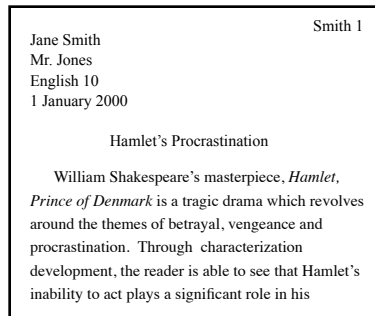 Smith 1
Jane Smith
Mr. Jones
English 10
1 January 2000
Hamlet's Procrastination
William Shakespeare's masterpiece, Hamlet,
Prince of Denmark is a tragic drama which revolves
around the themes of betrayal, vengeance and
procrastination. Through characterization
development, the reader is able to see that Hamlet's
inability to act plays a significant role in his